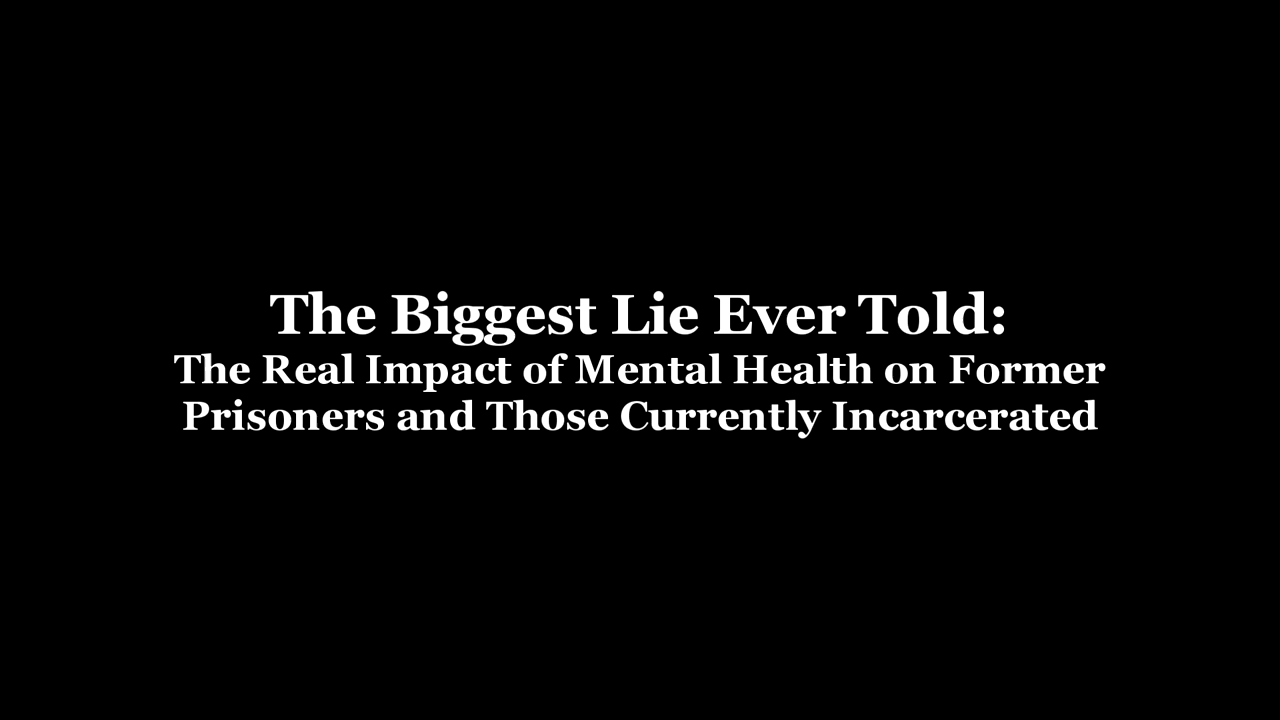 The Biggest Lie Ever Told:
The Real Impact of Mental Health on Former
Prisoners and Those Currently Incarcerated